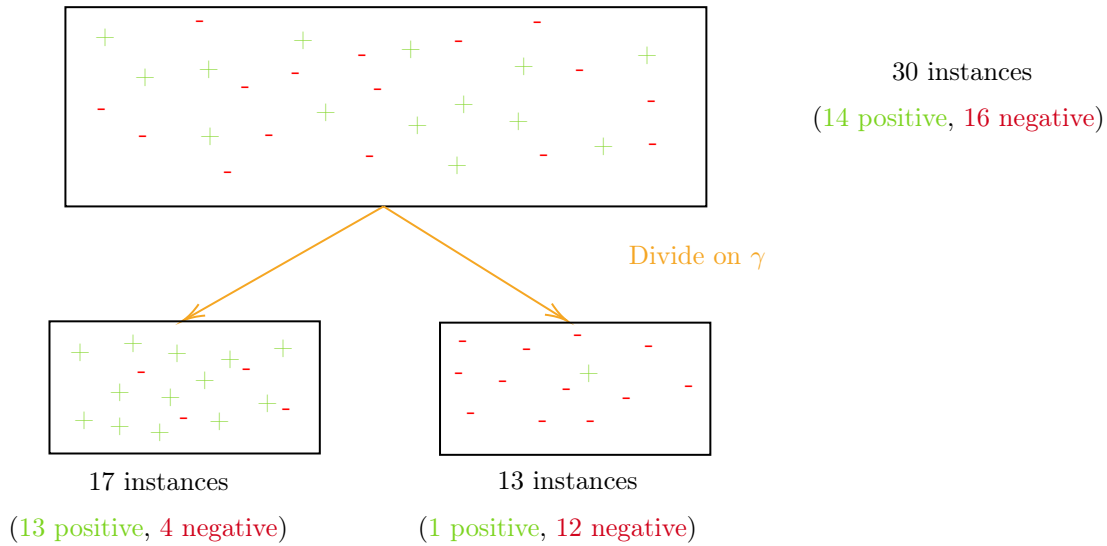 30 instances
(14 positive, 16 negative)
Divide on γ
17 instances
(13 positive, 4 negative)
13 instances
(1 positive, 12 negative)